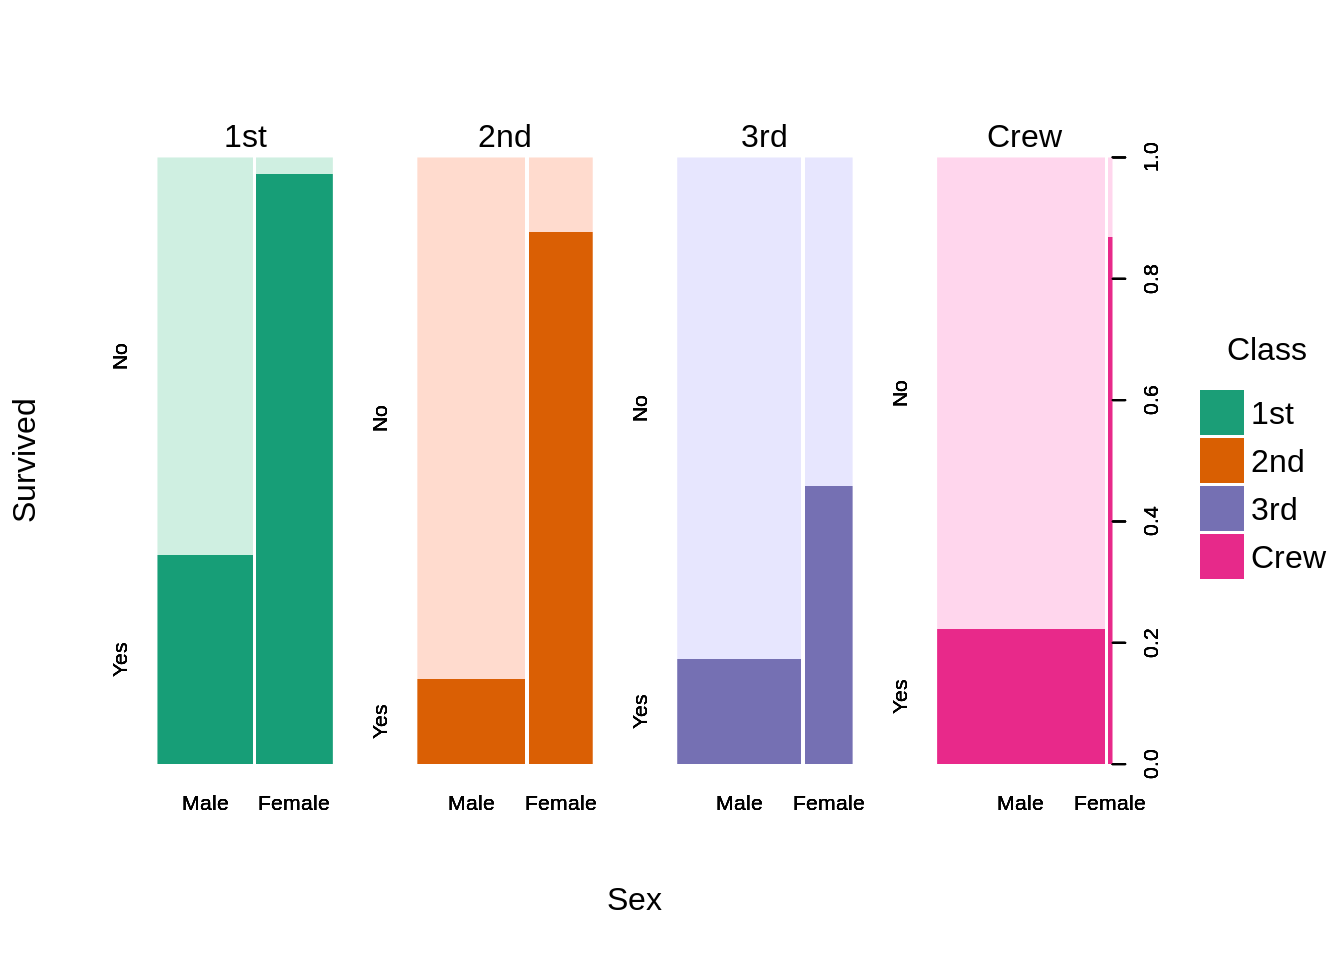 1st
2nd
3rd
Crew
No
Yes
No
Yes
No
Yes
No
Yes
1.0
0.8
0.6
0.4
0.2
0.0
Survived
Male Female
Male Female
Male Female
Male Female
Sex
Class
1st
2nd
3rd
Crew